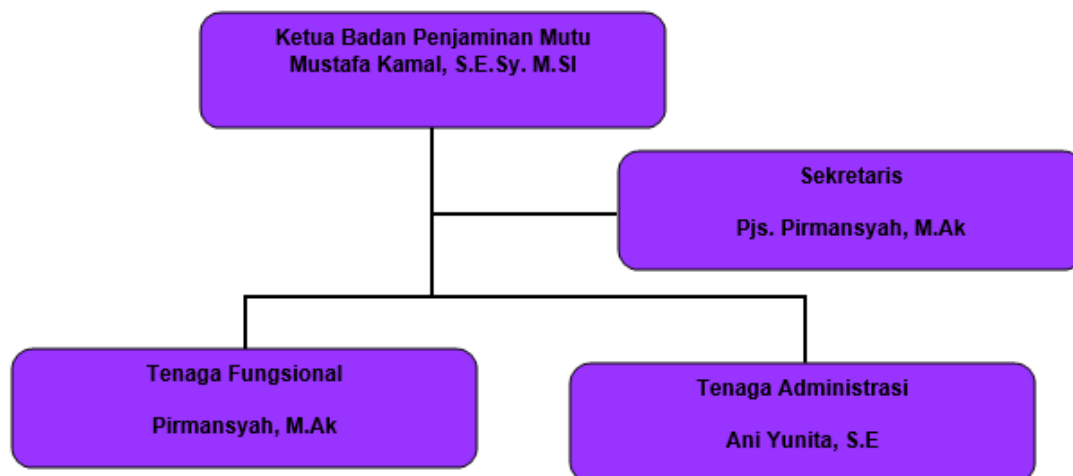 Ketua Badan Penjaminan Mutu
Mustafa Kamal, S.E.Sy. M.SI
Sekretaris
Pjs. Pirmansyah, M.Ak
Tenaga Fungsional
Pirmansyah, M.Ak
Tenaga Administrasi
Ani Yunita, S.E